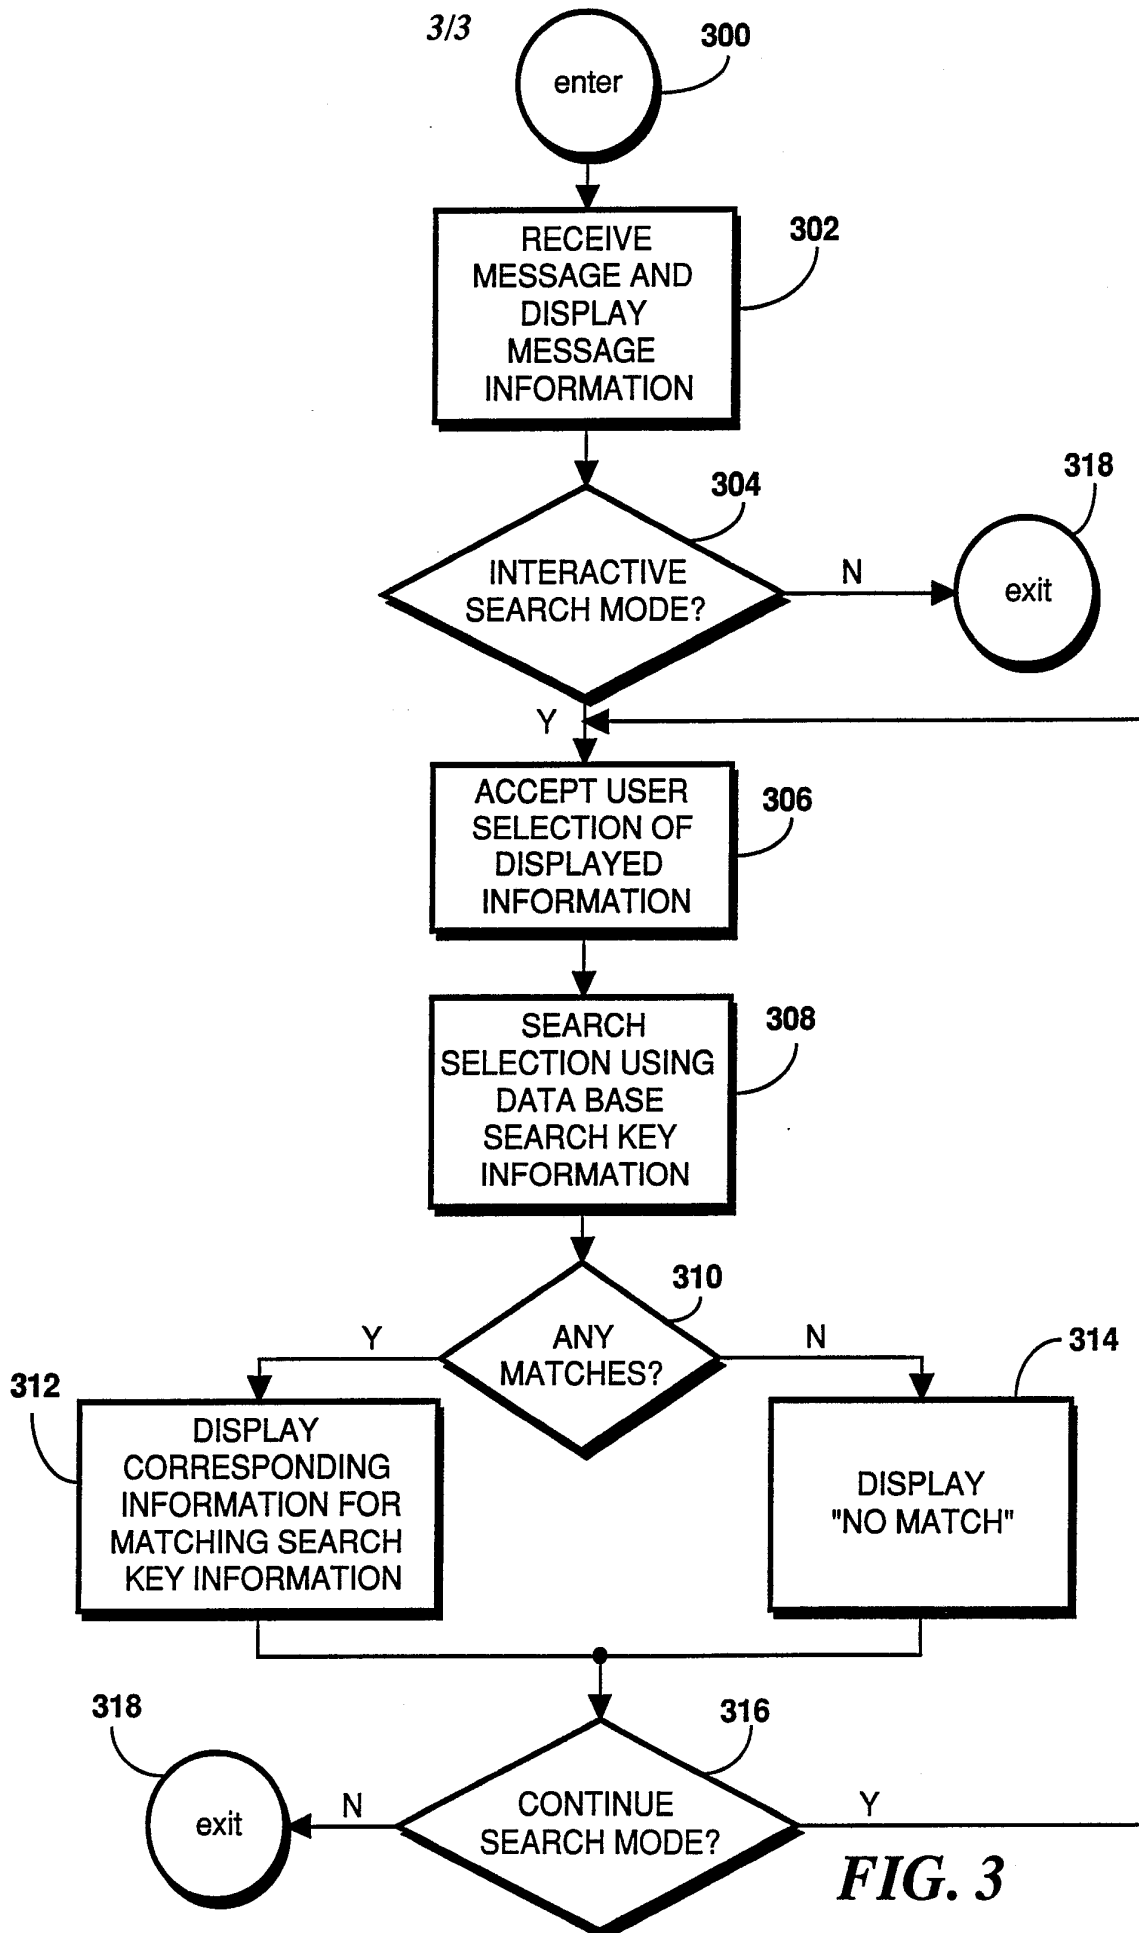 3/3
300
enter
302
RECEIVE
MESSAGE AND
DISPLAY
MESSAGE
INFORMATION
304
318
INTERACTIVE
SEARCH MODE?
N
exit
Y
306
ACCEPT USER
SELECTION OF
DISPLAYED
INFORMATION
308
SEARCH
SELECTION USING
DATA BASE
SEARCH KEY
INFORMATION
310
ANY
MATCHES?
Y
N
312
314
DISPLAY
CORRESPONDING
INFORMATION FOR
MATCHING SEARCH
KEY INFORMATION
DISPLAY
"NO MATCH"
318
316
exit
N
CONTINUE
SEARCH MODE?
Y
FIG. 3